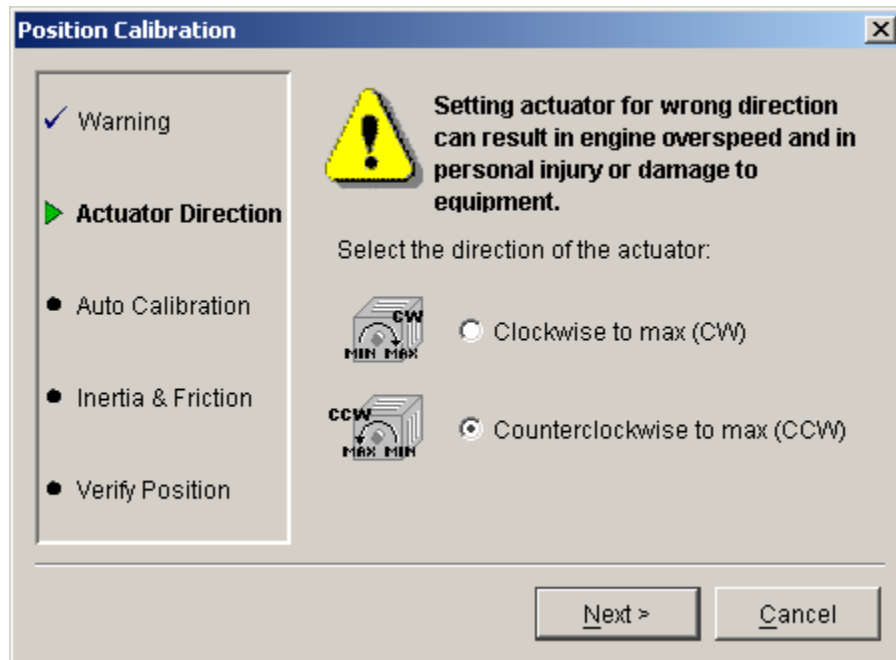 Position Calibration
Warning
Actuator Direction
Auto Calibration
Inertia & Friction
Verify Position
Setting actuator for wrong direction
can result in engine overspeed and in
personal injury or damage to
equipment.
Select the direction of the actuator:
CW
MIN MAX
Clockwise to max (CW)
CCW
MAX MIN
Counterclockwise to max (CCW)
Next >
Cancel